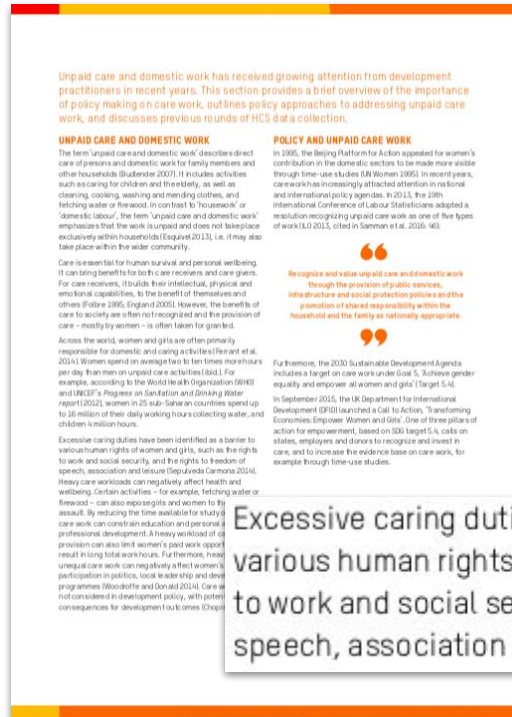 Unpaid care and domestic work has received growing attention from development
practitioners in recent years. This section provides a brief overview of the importance
of policy making on care work, outlines policy approaches to addressing unpaid care
work, and discusses previous rounds of HCS data collection.
UNPAID CARE AND DOMESTIC WORK
The term 'unpaid care and domestic work' describes direct
care of persons and domestic work for family members and
other households (Budlender 2007). It includes activities
such as caring for children and the elderly, as well as
cleaning, cooking, washing and mending clothes, and
fetching water or firewood. In contrast to 'housework' or
'domestic labour', the term 'unpaid care and domestic work'
emphasizes that the work is unpaid and does not take place
exclusively within households (Esquivel 2013), i.e. it may also
take place within the wider community.
Care is essential for human survival and personal wellbeing.
It can bring benefits for both care receivers and care givers.
For care receivers, it builds their intellectual, physical and
emotional capabilities, to the benefit of themselves and
others (Folbre 1995; England 2005). However, the benefits of
care to society are often not recognized and the provision of
care – mostly by women – is often taken for granted.
Across the world, women and girls are often primarily
responsible for domestic and caring activities (Ferrant et al.
2014). Women spend on average two to ten times more hours
per day than men on unpaid care activities (ibid.). For
example, according to the World Health Organization (WHO)
and UNICEF's Progress on Sanitation and Drinking Water
report (2012), women in 25 sub-Saharan countries spend up
to 16 million of their daily working hours collecting water, and
children 4 million hours.
Excessive caring duties have been identified as a barrier to
various human rights of women and girls, such as the rights
to work and social security, and the rights to freedom of
speech, association and leisure (Sepulveda Carmona 2014).
Heavy care workloads can negatively affect health and
wellbeing. Certain activities – for example, fetching water or
firewood – can also expose girls and women to
assault. By reducing the time available for study o
care work can constrain education and personal a
professional development. A heavy workload of c
provision can also limit women's paid work opport
result in long total work hours. Furthermore, heav
unequal care work can negatively affect women's
participation in politics, local leadership and deve
programmes (Woodroffe and Donald 2014). Care w
not considered in development policy, with poten
consequences for development outcomes (Chopr
POLICY AND UNPAID CARE WORK
In 1995, the Beijing Platform for Action appealed for women's
contribution in the domestic sectors to be made more visible
through time-use studies (UN Women 1995). In recent years,
care work has increasingly attracted attention in national
and international policy agendas. In 2013, the 19th
International Conference of Labour Statisticians adopted a
resolution recognizing unpaid care work as one of five types
of work (ILO 2013, cited in Samman et al. 2016: 46).
“
Recognize and value unpaid care and domestic work
through the provision of public services,
infrastructure and social protection policies and the
promotion of shared responsibility within the
household and the family as nationally appropriate.
”
Furthermore, the 2030 Sustainable Development Agenda
includes a target on care work under Goal 5, 'Achieve gender
equality and empower all women and girls' (Target 5.4).
In September 2015, the UK Department for International
Development (DFID) launched a Call to Action, 'Transforming
Economies: Empower Women and Girls'. One of three pillars of
action for empowerment, based on SDG target 5.4, calls on
states, employers and donors to recognize and invest in
care, and to increase the evidence base on care work, for
example through time-use studies.
Excessive caring duti
various human rights
to work and social se
speech, association